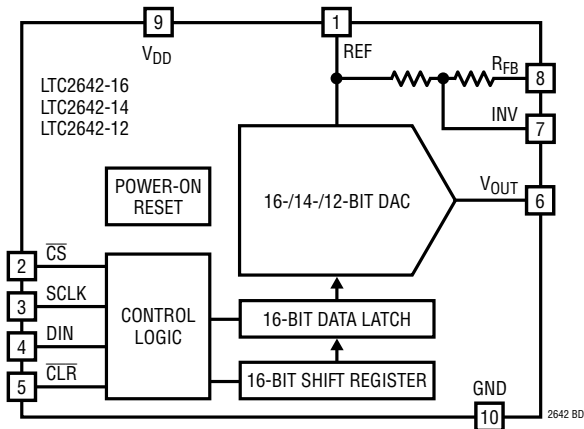 9
1
V_DD
REF
R_FB
8
LTC2642-16
LTC2642-14
LTC2642-12
INV
7
POWER-ON
RESET
16-/14-/12-BIT DAC
V_OUT
6
2
C̅S̅
3
SCLK
4
DIN
5
C̅L̅R̅
CONTROL
LOGIC
16-BIT DATA LATCH
16-BIT SHIFT REGISTER
GND
10
2642 BD